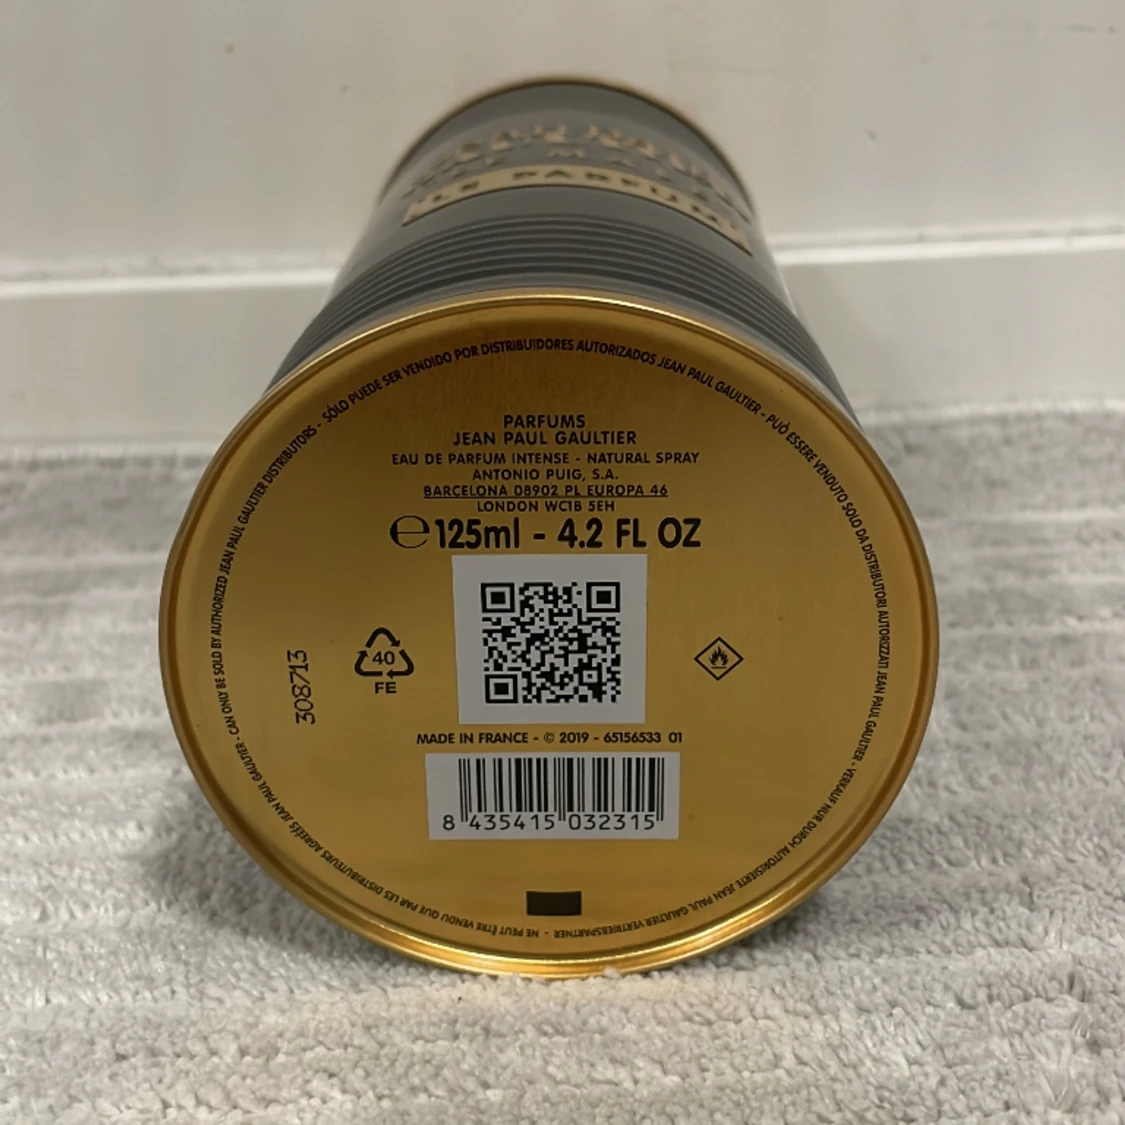 LE PARFUM
CAN ONLY BE SOLD BY AUTHORIZED JEAN PAUL GAULTIER DISTRIBUTORS - SÓLO PUEDE SER VENDIDO POR DISTRIBUIDORES AUTORIZADOS JEAN PAUL GAULTIER - PUÒ ESSERE VENDUTO SOLO DA DISTRIBUTORI AUTORIZZATI JEAN PAUL GAULTIER - VERKAUF NUR DURCH AUTORISIERTE JEAN PAUL GAULTIER VERTRIEBSPARTNER - NE PEUT ÊTRE VENDU QUE PAR LES DISTRIBUTEURS AGRÉÉS JEAN PAUL GAULTIER -
PARFUMS
JEAN PAUL GAULTIER
EAU DE PARFUM INTENSE - NATURAL SPRAY
ANTONIO PUIG, S.A.
BARCELONA 08902 PL EUROPA 46
LONDON WC1B 5EH
℮ 125ml - 4.2 FL OZ
308713
40
FE
MADE IN FRANCE - © 2019 - 65156533 01
8 435415 032315